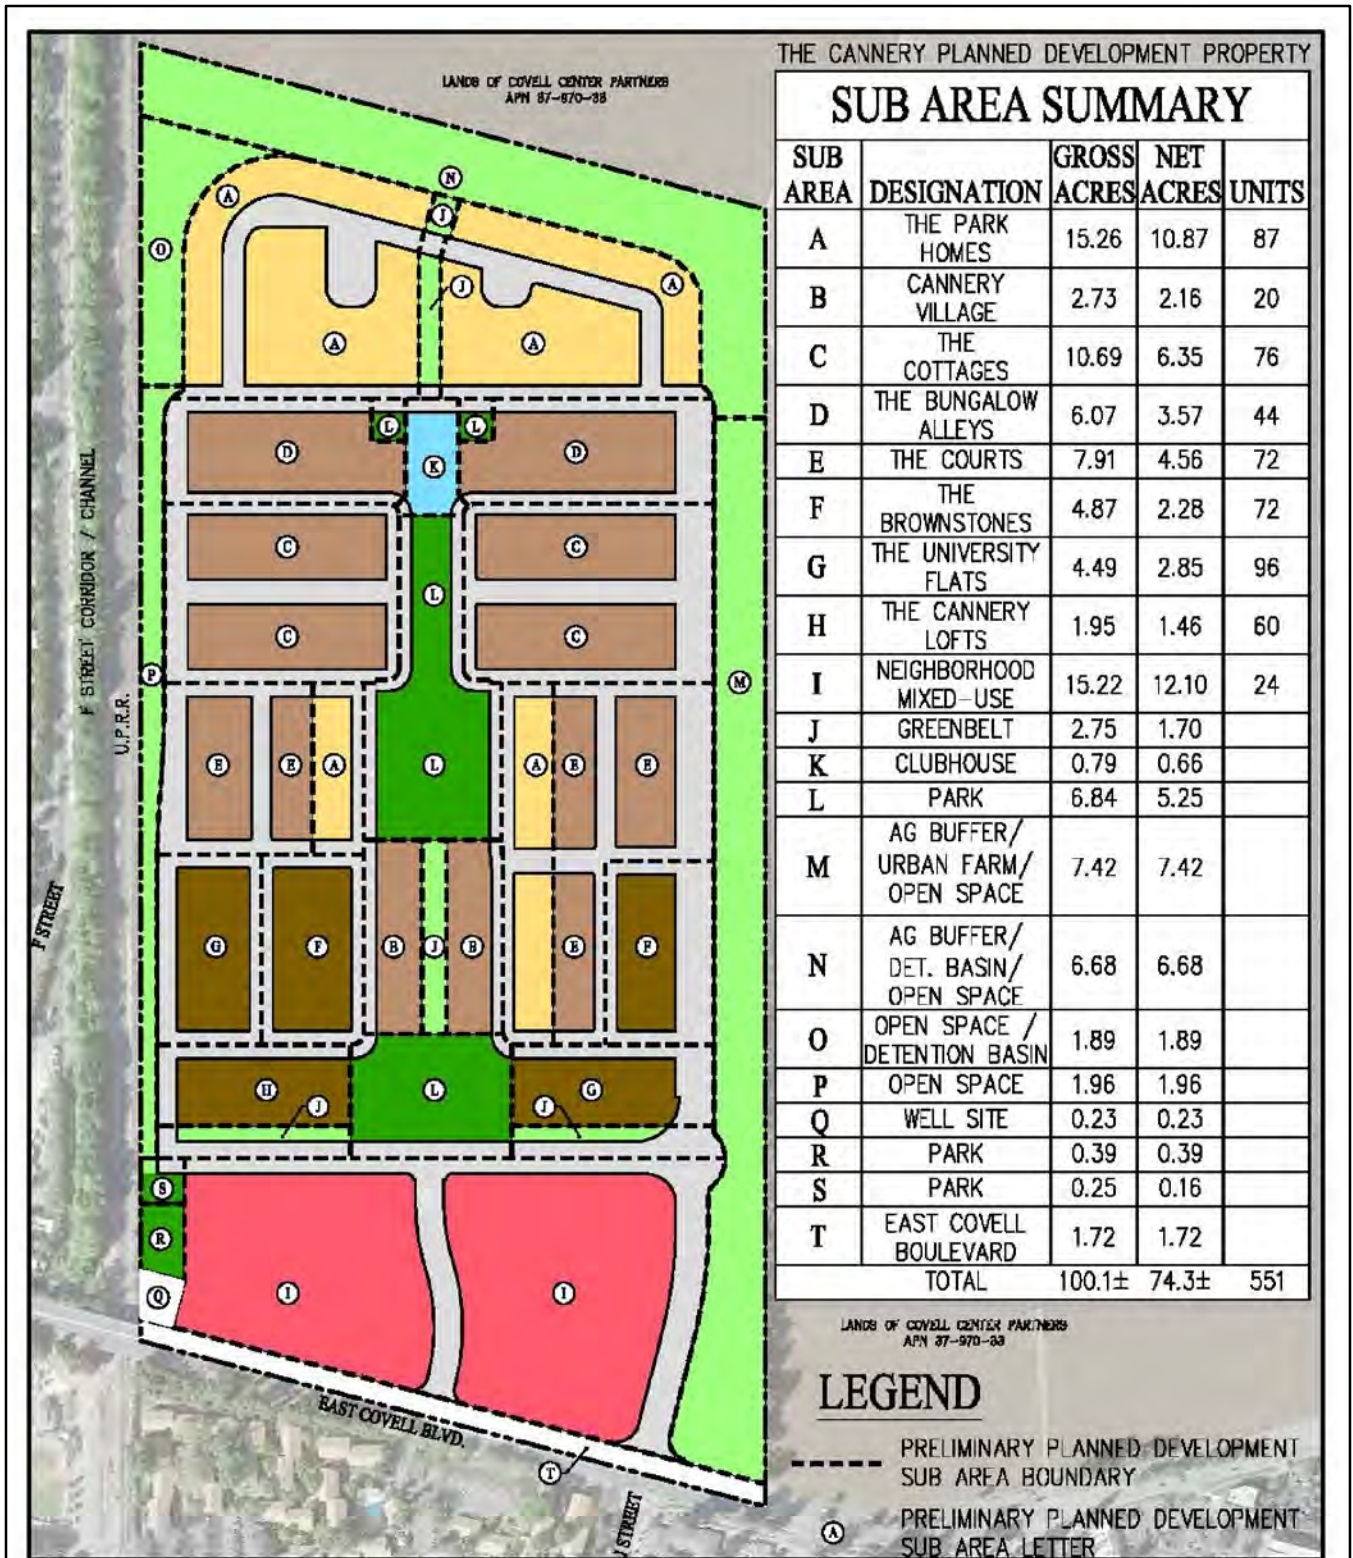 THE CANNERY PLANNED DEVELOPMENT PROPERTY
SUB AREA SUMMARY
SUB AREA DESIGNATION GROSS ACRES NET ACRES UNITS
A THE PARK HOMES 15.26 10.87 87
B CANNERY VILLAGE 2.73 2.16 20
C THE COTTAGES 10.69 6.35 76
D THE BUNGALOW ALLEYS 6.07 3.57 44
E THE COURTS 7.91 4.56 72
F THE BROWNSTONES 4.87 2.28 72
G THE UNIVERSITY FLATS 4.49 2.85 96
H THE CANNERY LOFTS 1.95 1.46 60
I NEIGHBORHOOD MIXED-USE 15.22 12.10 24
J GREENBELT 2.75 1.70
K CLUBHOUSE 0.79 0.66
L PARK 6.84 5.25
M AG BUFFER/ URBAN FARM/ OPEN SPACE 7.42 7.42
N AG BUFFER/ DET. BASIN/ OPEN SPACE 6.68 6.68
O OPEN SPACE / DETENTION BASIN 1.89 1.89
P OPEN SPACE 1.96 1.96
Q WELL SITE 0.23 0.23
R PARK 0.39 0.39
S PARK 0.25 0.16
T EAST COVELL BOULEVARD 1.72 1.72
TOTAL 100.1± 74.3± 551
LANDS OF COVELL CENTER PARTNERS
APN 37-970-33
LEGEND
PRELIMINARY PLANNED DEVELOPMENT
SUB AREA BOUNDARY
A
PRELIMINARY PLANNED DEVELOPMENT
SUB AREA LETTER
LANDS OF COVELL CENTER PARTNERS
APN 37-970-33
N
A
J
O
J
A
A
A
L
L
D
K
D
C
C
L
C
C
P
M
E
E
A
L
A
E
E
G
F
B
J
B
E
F
H
J
L
J
G
S
R
Q
I
I
T
F STREET CORRIDOR / CHANNEL
U.P.R.R.
F STREET
EAST COVELL BLVD.
J STREET